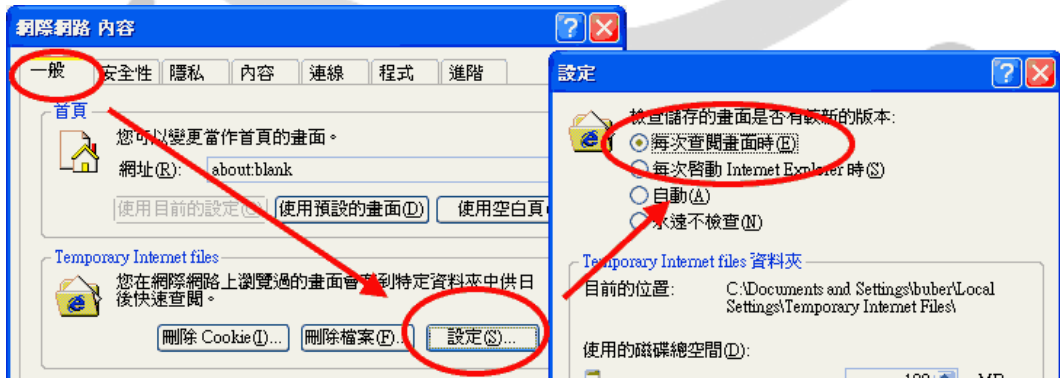 網際網路 內容
一般 安全性 隱私 內容 連線 程式 進階
首頁
您可以變更當作首頁的畫面。
網址(R): about:blank
使用目前的設定(C) 使用預設的畫面(D) 使用空白頁
Temporary Internet files
您在網際網路上瀏覽過的畫面會存到特定資料夾中供日
後快速查閱。
刪除 Cookie(I)... 刪除檔案(F)... 設定(S)...
設定
檢查儲存的畫面是否有較新的版本:
每次查閱畫面時(E)
每次啓動 Internet Explorer 時(S)
自動(A)
永遠不檢查(N)
Temporary Internet files 資料夾
目前的位置: C:\Documents and Settings\buber\Local
Settings\Temporary Internet Files\
使用的磁碟總空間(D):
MB